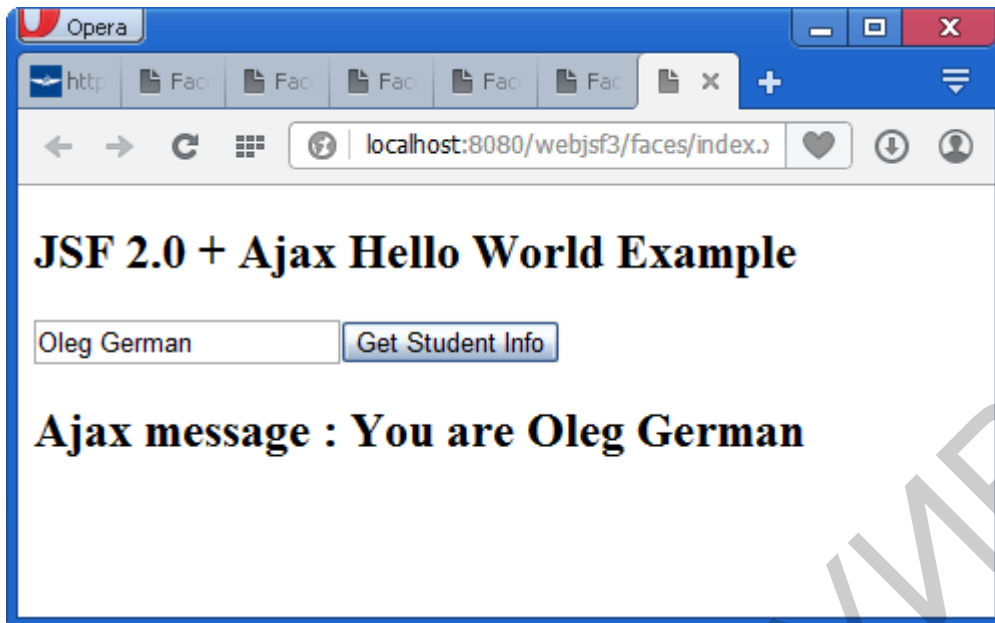 Opera
http
Fac
Fac
Fac
Fac
Fac
localhost:8080/webjsf3/faces/index.x
JSF 2.0 + Ajax Hello World Example
Oleg German
Get Student Info
Ajax message : You are Oleg German